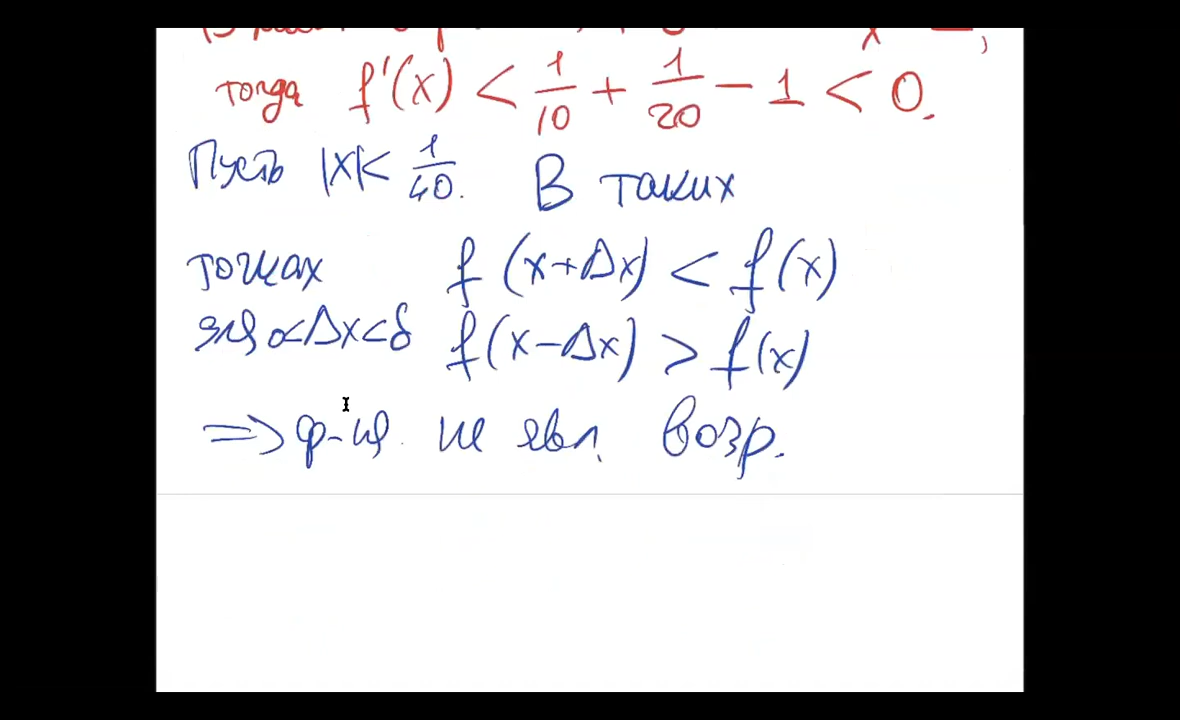 x
тогда f'(x) < 1/10 + 1/20 - 1 < 0.
Пусть |x| < 1/40. В таких
точках f(x+Δx) < f(x)
для 0<Δx<δ f(x-Δx) > f(x)
=> ф-ия. не явл. возр.